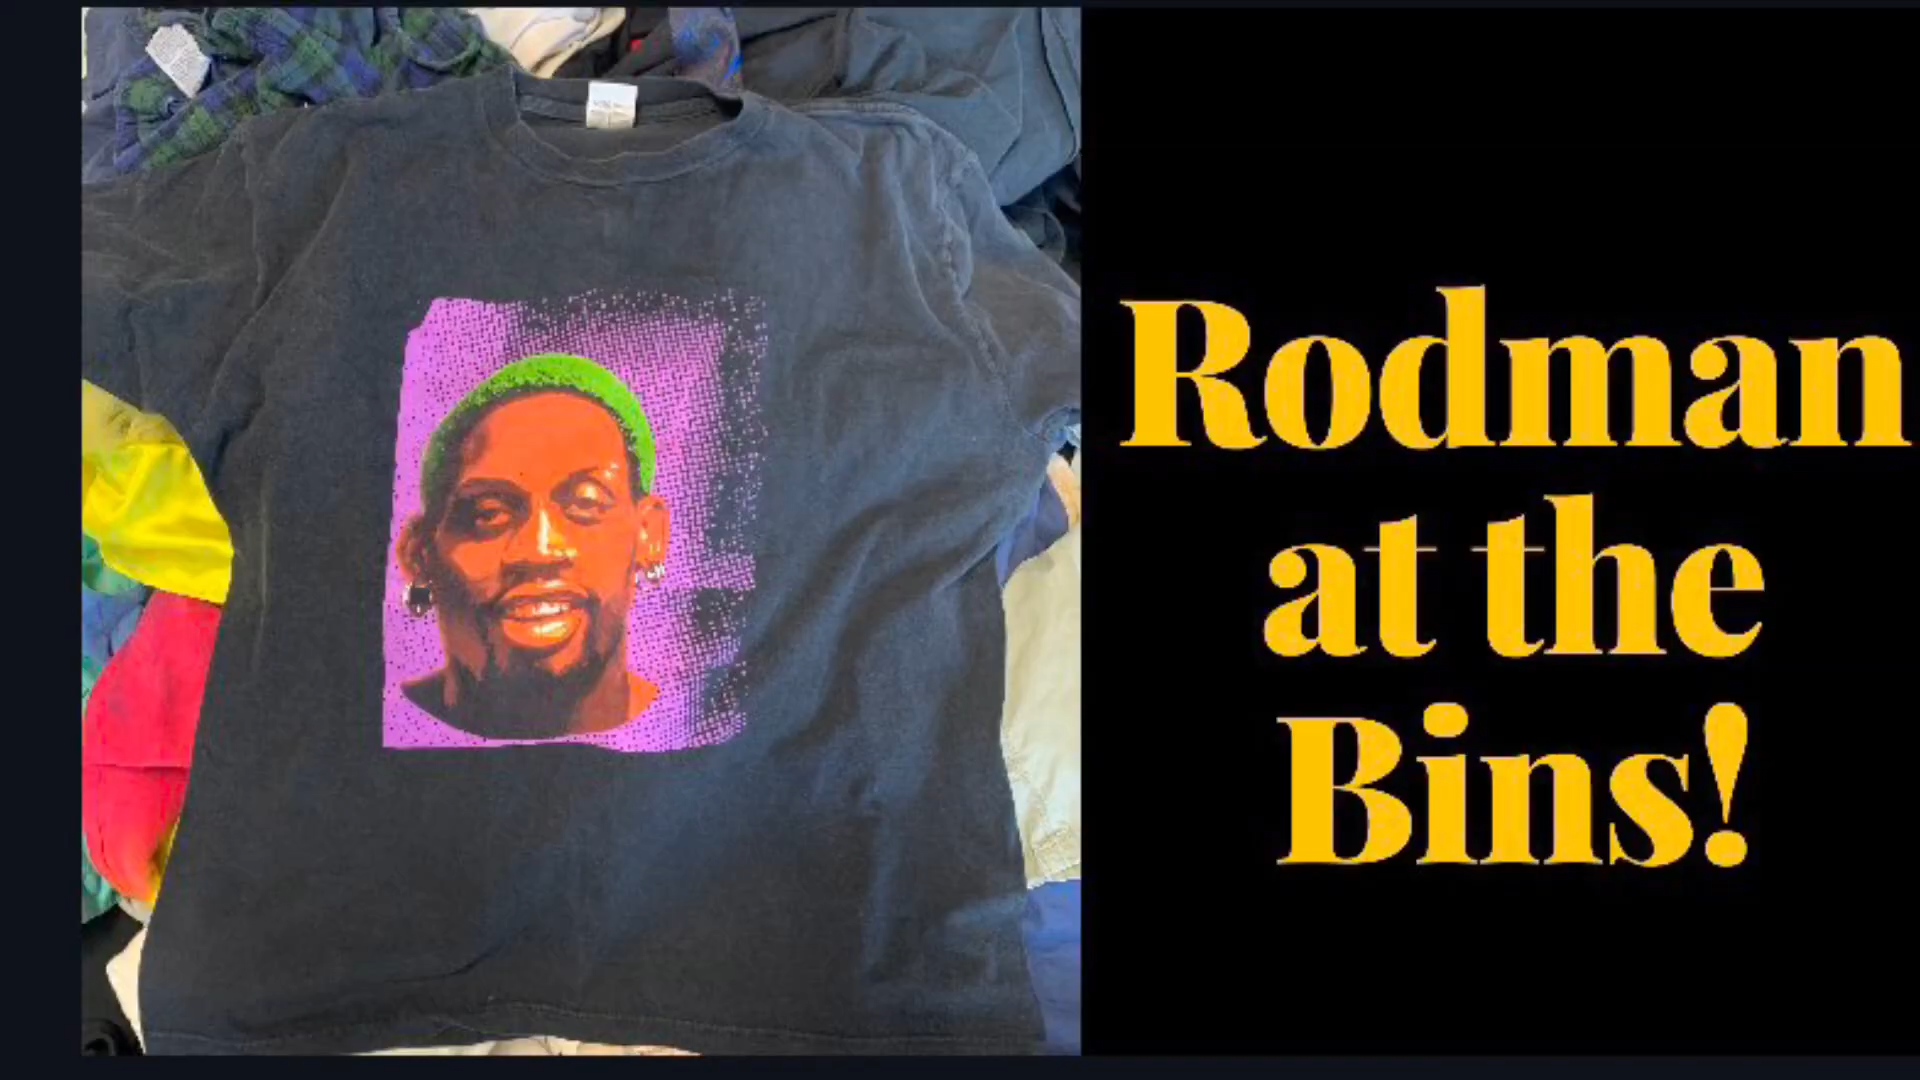 Rodman
at the
Bins!